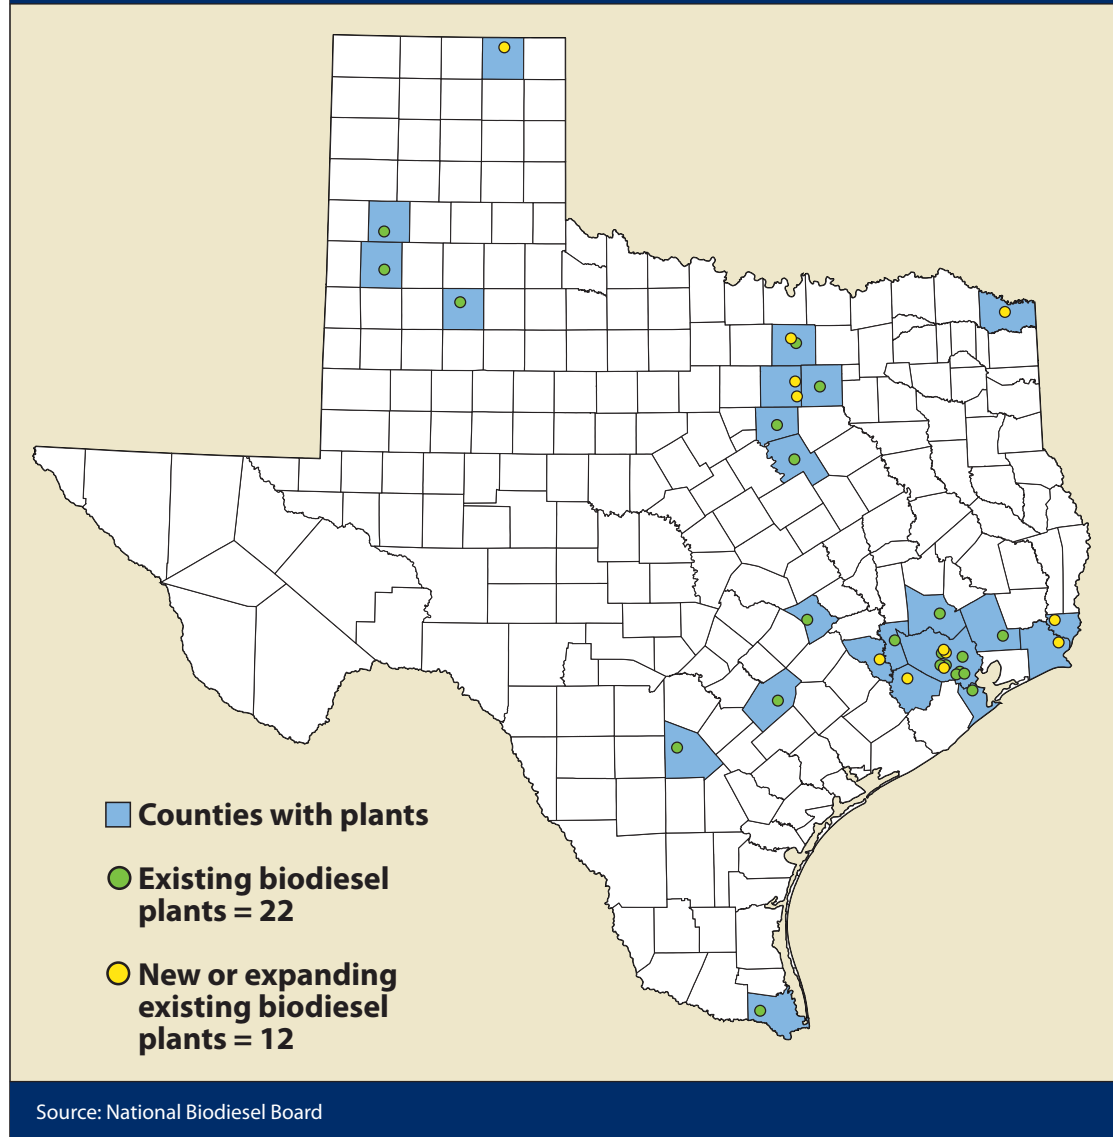 Counties with plants
Existing biodiesel
plants = 22
New or expanding
existing biodiesel
plants = 12
Source: National Biodiesel Board